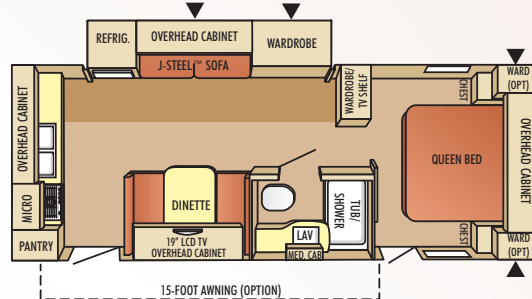 REFRIG.
OVERHEAD CABINET
WARDROBE
J-STEEL™ SOFA
WARDROBE/
TV SHELF
CHEST
WARD
(OPT)
OVERHEAD CABINET
QUEEN BED
OVERHEAD CABINET
MICRO
PANTRY
DINETTE
19" LCD TV
OVERHEAD CABINET
TUB/
SHOWER
LAV
MED. CAB
CHEST
WARD
(OPT)
15-FOOT AWNING (OPTION)